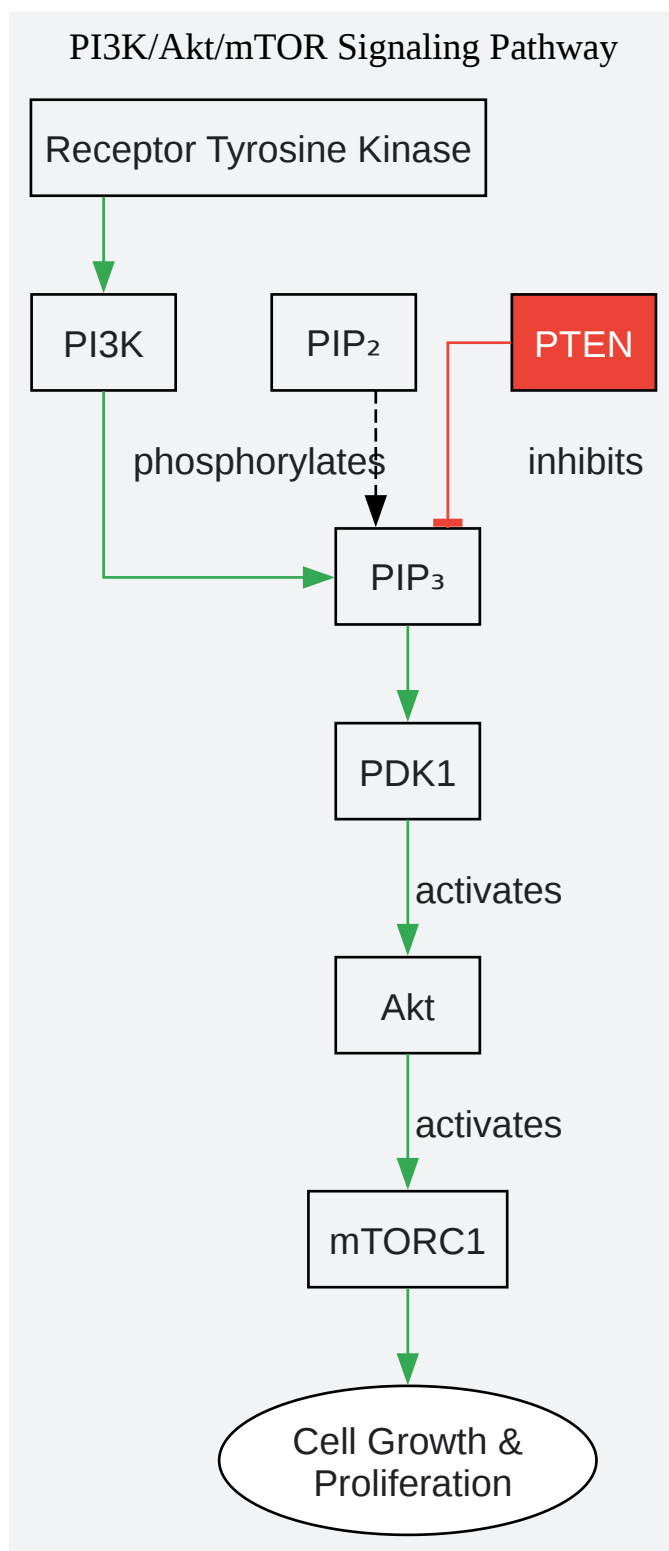 PI3K/Akt/mTOR Signaling Pathway
Receptor Tyrosine Kinase
PI3K
PIP₂
PTEN
phosphorylates
inhibits
PIP₃
PDK1
activates
Akt
activates
mTORC1
Cell Growth &
Proliferation